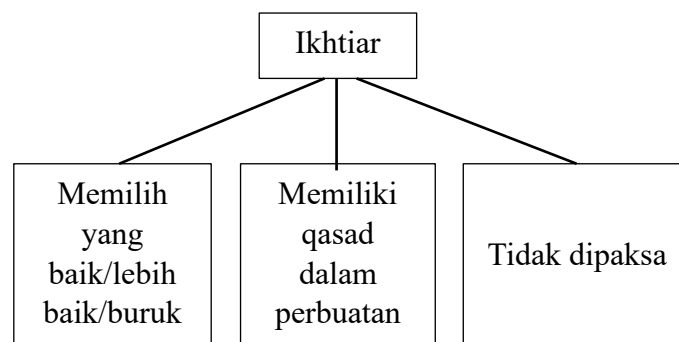 Ikhtiar
Memilih
yang
baik/lebih
baik/buruk
Memiliki
qasad
dalam
perbuatan
Tidak dipaksa